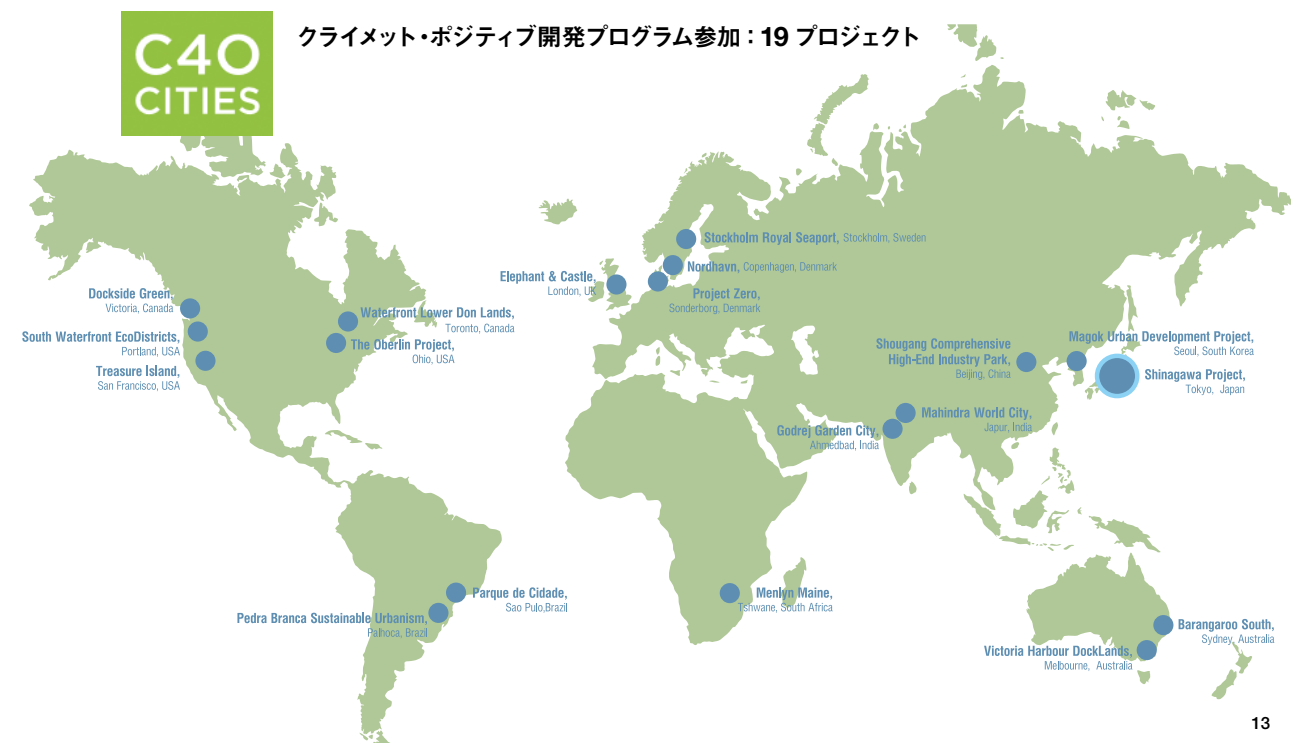 C40
CITIES
クライメット・ポジティブ開発プログラム参加：19 プロジェクト
Stockholm Royal Seaport, Stockholm, Sweden
Nordhavn, Copenhagen, Denmark
Elephant & Castle,
London, UK
Project Zero,
Sonderborg, Denmark
Dockside Green,
Victoria, Canada
South Waterfront EcoDistricts,
Portland, USA
Treasure Island,
San Francisco, USA
Waterfront Lower Don Lands,
Toronto, Canada
The Oberlin Project,
Ohio, USA
Shougang Comprehensive
High-End Industry Park,
Beijing, China
Magok Urban Development Project,
Seoul, South Korea
Shinagawa Project,
Tokyo, Japan
Mahindra World City,
Japur, India
Godrej Garden City,
Ahmedbad, India
Parque de Cidade,
Sao Pulo,Brazil
Pedra Branca Sustainable Urbanism,
Palhoca, Brazil
Menlyn Maine,
Tshwane, South Africa
Barangaroo South,
Sydney, Australia
Victoria Harbour DockLands,
Melbourne, Australia
13